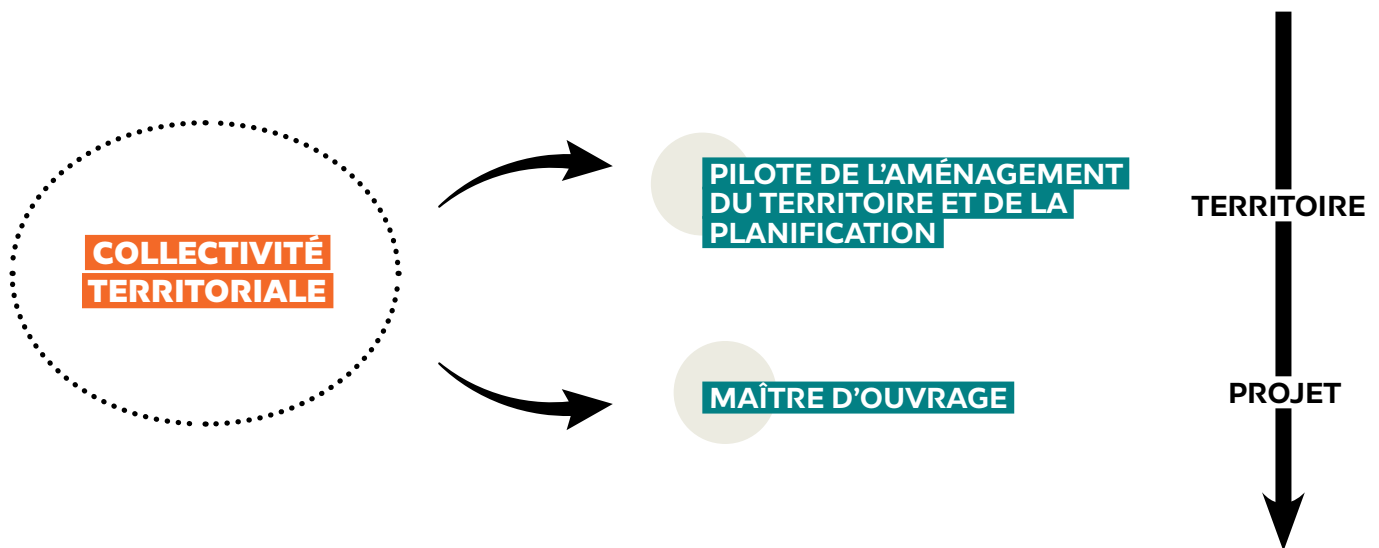 COLLECTIVITÉ
TERRITORIALE
PILOTE DE L'AMÉNAGEMENT
DU TERRITOIRE ET DE LA
PLANIFICATION
MAÎTRE D'OUVRAGE
TERRITOIRE
PROJET